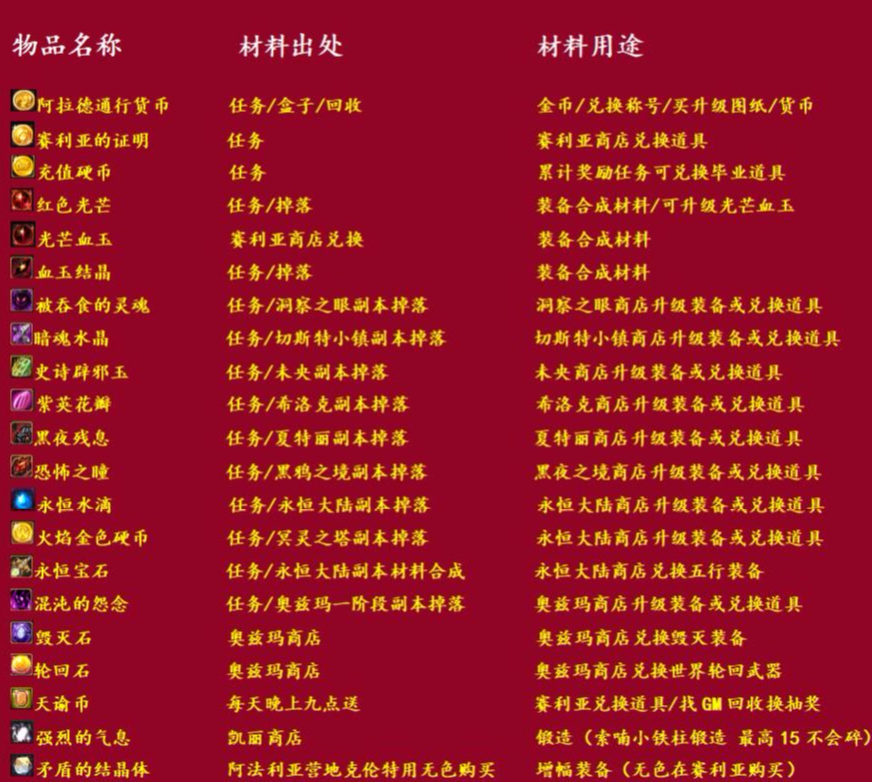 物品名称 材料出处 材料用途
阿拉德通行货币 任务/盒子/回收 金币/兑换称号/买升级图纸/货币
赛利亚的证明 任务 赛利亚商店兑换道具
充值硬币 任务 累计奖励任务可兑换毕业道具
红色光芒 任务/掉落 装备合成材料/可升级光芒血玉
光芒血玉 赛利亚商店兑换 装备合成材料
血玉结晶 任务/掉落 装备合成材料
被吞食的灵魂 任务/洞察之眼副本掉落 洞察之眼商店升级装备或兑换道具
暗魂水晶 任务/切斯特小镇副本掉落 切斯特小镇商店升级装备或兑换道具
史诗辟邪玉 任务/未央副本掉落 未央商店升级装备或兑换道具
紫英花瓣 任务/希洛克副本掉落 希洛克商店升级装备或兑换道具
黑夜残息 任务/夏特丽副本掉落 夏特丽商店升级装备或兑换道具
恐怖之瞳 任务/黑鸦之境副本掉落 黑夜之境商店升级装备或兑换道具
永恒水滴 任务/永恒大陆副本掉落 永恒大陆商店升级装备或兑换道具
火焰金色硬币 任务/冥灵之塔副本掉落 永恒大陆商店升级装备或兑换道具
永恒宝石 任务/永恒大陆副本材料合成 永恒大陆商店兑换五行装备
混沌的怨念 任务/奥兹玛一阶段副本掉落 奥兹玛商店升级装备或兑换道具
毁灭石 奥兹玛商店 奥兹玛商店兑换毁灭装备
轮回石 奥兹玛商店 奥兹玛商店兑换世界轮回武器
天谕币 每天晚上九点送 赛利亚兑换道具/找GM回收换抽奖
强烈的气息 凯丽商店 锻造（索喃小铁柱锻造 最高15不会碎）
矛盾的结晶体 阿法利亚营地克伦特用无色购买 增幅装备（无色在赛利亚购买）